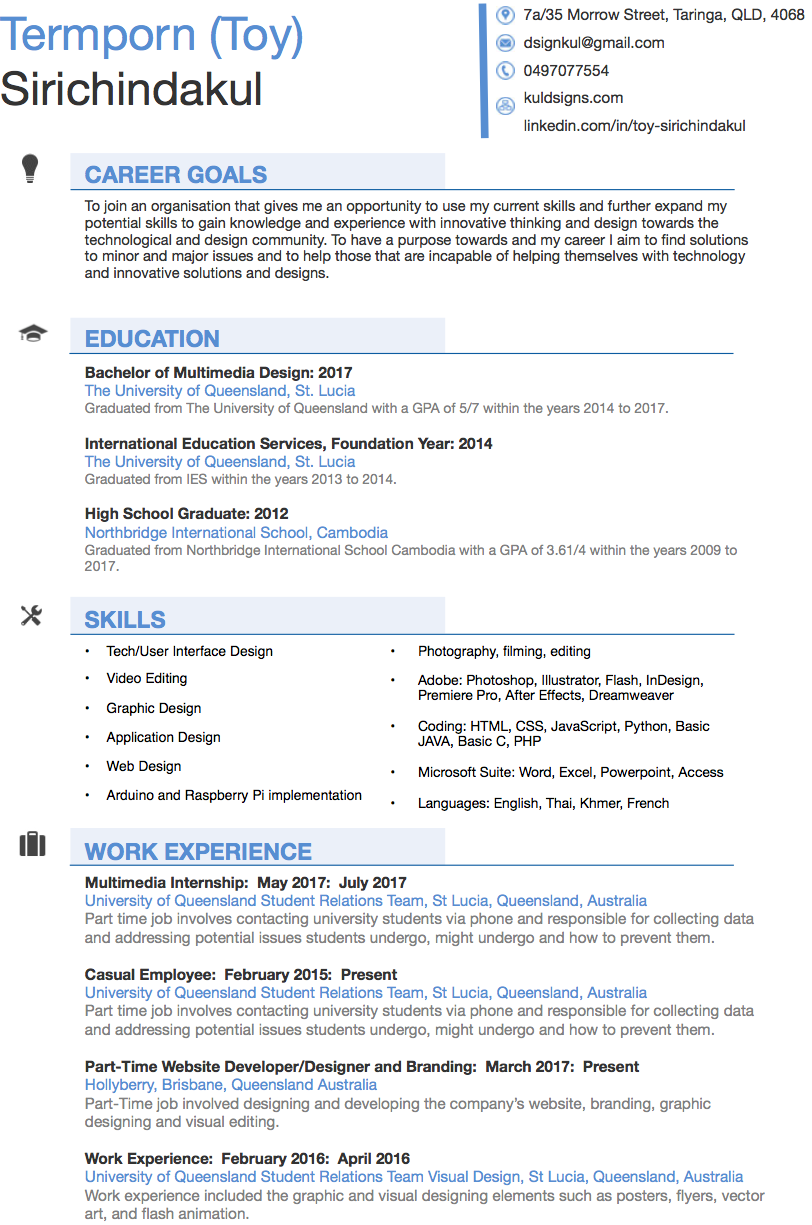 Termporn (Toy)
Sirichindakul
7a/35 Morrow Street, Taringa, QLD, 4068
dsignkul@gmail.com
0497077554
kuldsigns.com
linkedin.com/in/toy-sirichindakul
CAREER GOALS
To join an organisation that gives me an opportunity to use my current skills and further expand my
potential skills to gain knowledge and experience with innovative thinking and design towards the
technological and design community. To have a purpose towards and my career I aim to find solutions
to minor and major issues and to help those that are incapable of helping themselves with technology
and innovative solutions and designs.
EDUCATION
Bachelor of Multimedia Design: 2017
The University of Queensland, St. Lucia
Graduated from The University of Queensland with a GPA of 5/7 within the years 2014 to 2017.
International Education Services, Foundation Year: 2014
The University of Queensland, St. Lucia
Graduated from IES within the years 2013 to 2014.
High School Graduate: 2012
Northbridge International School, Cambodia
Graduated from Northbridge International School Cambodia with a GPA of 3.61/4 within the years 2009 to
2017.
SKILLS
• Tech/User Interface Design
• Video Editing
• Graphic Design
• Application Design
• Web Design
• Arduino and Raspberry Pi implementation
• Photography, filming, editing
• Adobe: Photoshop, Illustrator, Flash, InDesign,
Premiere Pro, After Effects, Dreamweaver
• Coding: HTML, CSS, JavaScript, Python, Basic
JAVA, Basic C, PHP
• Microsoft Suite: Word, Excel, Powerpoint, Access
• Languages: English, Thai, Khmer, French
WORK EXPERIENCE
Multimedia Internship: May 2017: July 2017
University of Queensland Student Relations Team, St Lucia, Queensland, Australia
Part time job involves contacting university students via phone and responsible for collecting data
and addressing potential issues students undergo, might undergo and how to prevent them.
Casual Employee: February 2015: Present
University of Queensland Student Relations Team, St Lucia, Queensland, Australia
Part time job involves contacting university students via phone and responsible for collecting data
and addressing potential issues students undergo, might undergo and how to prevent them.
Part-Time Website Developer/Designer and Branding: March 2017: Present
Hollyberry, Brisbane, Queensland Australia
Part-Time job involved designing and developing the company's website, branding, graphic
designing and visual editing.
Work Experience: February 2016: April 2016
University of Queensland Student Relations Team Visual Design, St Lucia, Queensland, Australia
Work experience included the graphic and visual designing elements such as posters, flyers, vector
art, and flash animation.